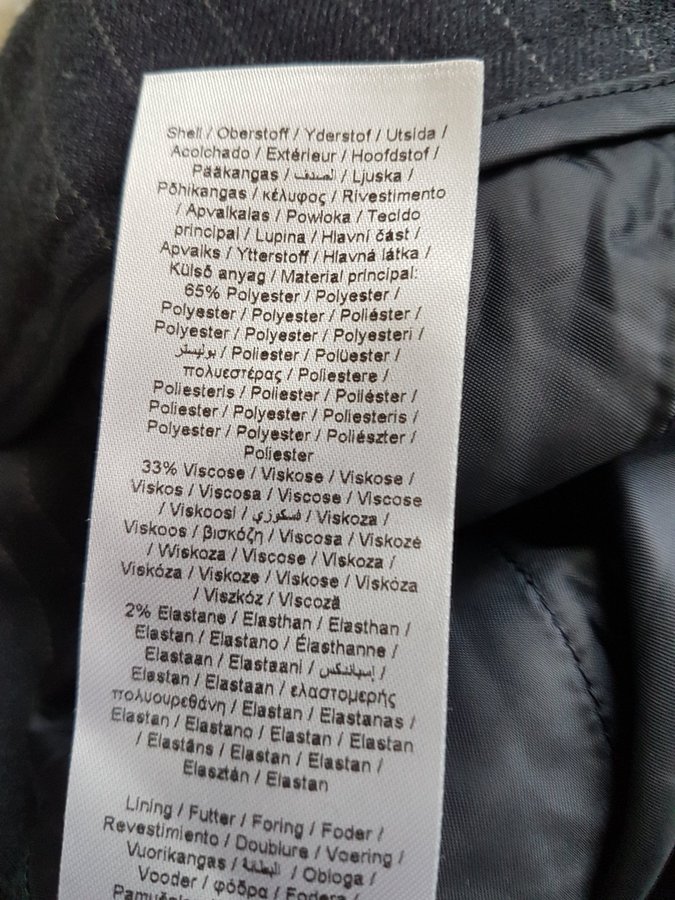 Shell / Oberstoff / Yderstof / Utsida /
Acolchado / Extérieur / Hoofdstof /
Pääkangas / الصدف / Ljuska /
Põhikangas / κέλυφος / Rivestimento
/ Apvalkalas / Powłoka / Tecido
principal / Lupina / Hlavní část /
Apvalks / Ytterstoff / Hlavná látka /
Külső anyag / Material principal:
65% Polyester / Polyester /
Polyester / Polyester / Poliéster /
Polyester / Polyester / Polyesteri /
بوليستر / Poliester / Polüester /
πολυεστέρας / Poliestere /
Poliesteris / Poliester / Poliéster /
Poliester / Polyester / Poliesteris /
Polyester / Polyester / Poliészter /
Poliester
33% Viscose / Viskose / Viskose /
Viskos / Viscosa / Viscose / Viscose
/ Viskoosi / فسكوزي / Viskoza /
Viskoos / βισκόζη / Viscosa / Viskozė
/ Wiskoza / Viscose / Viskoza /
Viskóza / Viskoze / Viskose / Viskóza
/ Viszkóz / Viscoză
2% Elastane / Elasthan / Elasthan /
Elastan / Elastano / Élasthanne /
Elastaan / Elastaani / إسباندكس /
Elastan / Elastaan / ελαστομερής
πολυουρεθάνη / Elastan / Elastanas /
Elastan / Elastano / Elastan / Elastan
/ Elastāns / Elastan / Elastan /
Elasztán / Elastan
Lining / Futter / Foring / Foder /
Revestimiento / Doublure / Voering /
Vuorikangas / البطانة / Obloga /
Vooder / φόδρα / Fodera /